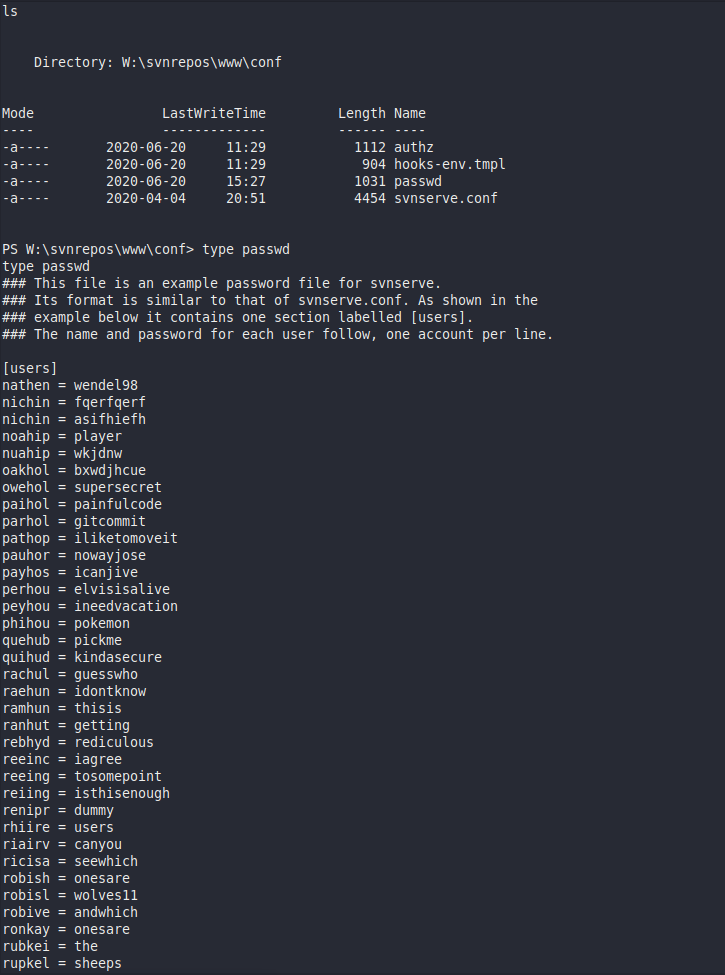 ls
Directory: W:\svnrepos\www\conf
Mode LastWriteTime Length Name
---- ------------- ------ ----
-a---- 2020-06-20 11:29 1112 authz
-a---- 2020-06-20 11:29 904 hooks-env.tmpl
-a---- 2020-06-20 15:27 1031 passwd
-a---- 2020-04-04 20:51 4454 svnserve.conf
PS W:\svnrepos\www\conf> type passwd
type passwd
### This file is an example password file for svnserve.
### Its format is similar to that of svnserve.conf. As shown in the
### example below it contains one section labelled [users].
### The name and password for each user follow, one account per line.
[users]
nathen = wendel98
nichin = fqerfqerf
nichin = asifhiefh
noahip = player
nuahip = wkjdnw
oakhol = bxwdjhcue
owehol = supersecret
paihol = painfulcode
parhol = gitcommit
pathop = iliketomoveit
pauhor = nowayjose
payhos = icanjive
perhou = elvisisalive
peyhou = ineedvacation
phihou = pokemon
quehub = pickme
quihud = kindasecure
rachul = guesswho
raehun = idontknow
ramhun = thisis
ranhut = getting
rebhyd = rediculous
reeinc = iagree
reeing = tosomepoint
reiing = isthisenough
renipr = dummy
rhiire = users
riairv = canyou
ricisa = seewhich
robish = onesare
robisl = wolves11
robive = andwhich
ronkay = onesare
rubkei = the
rupkel = sheeps